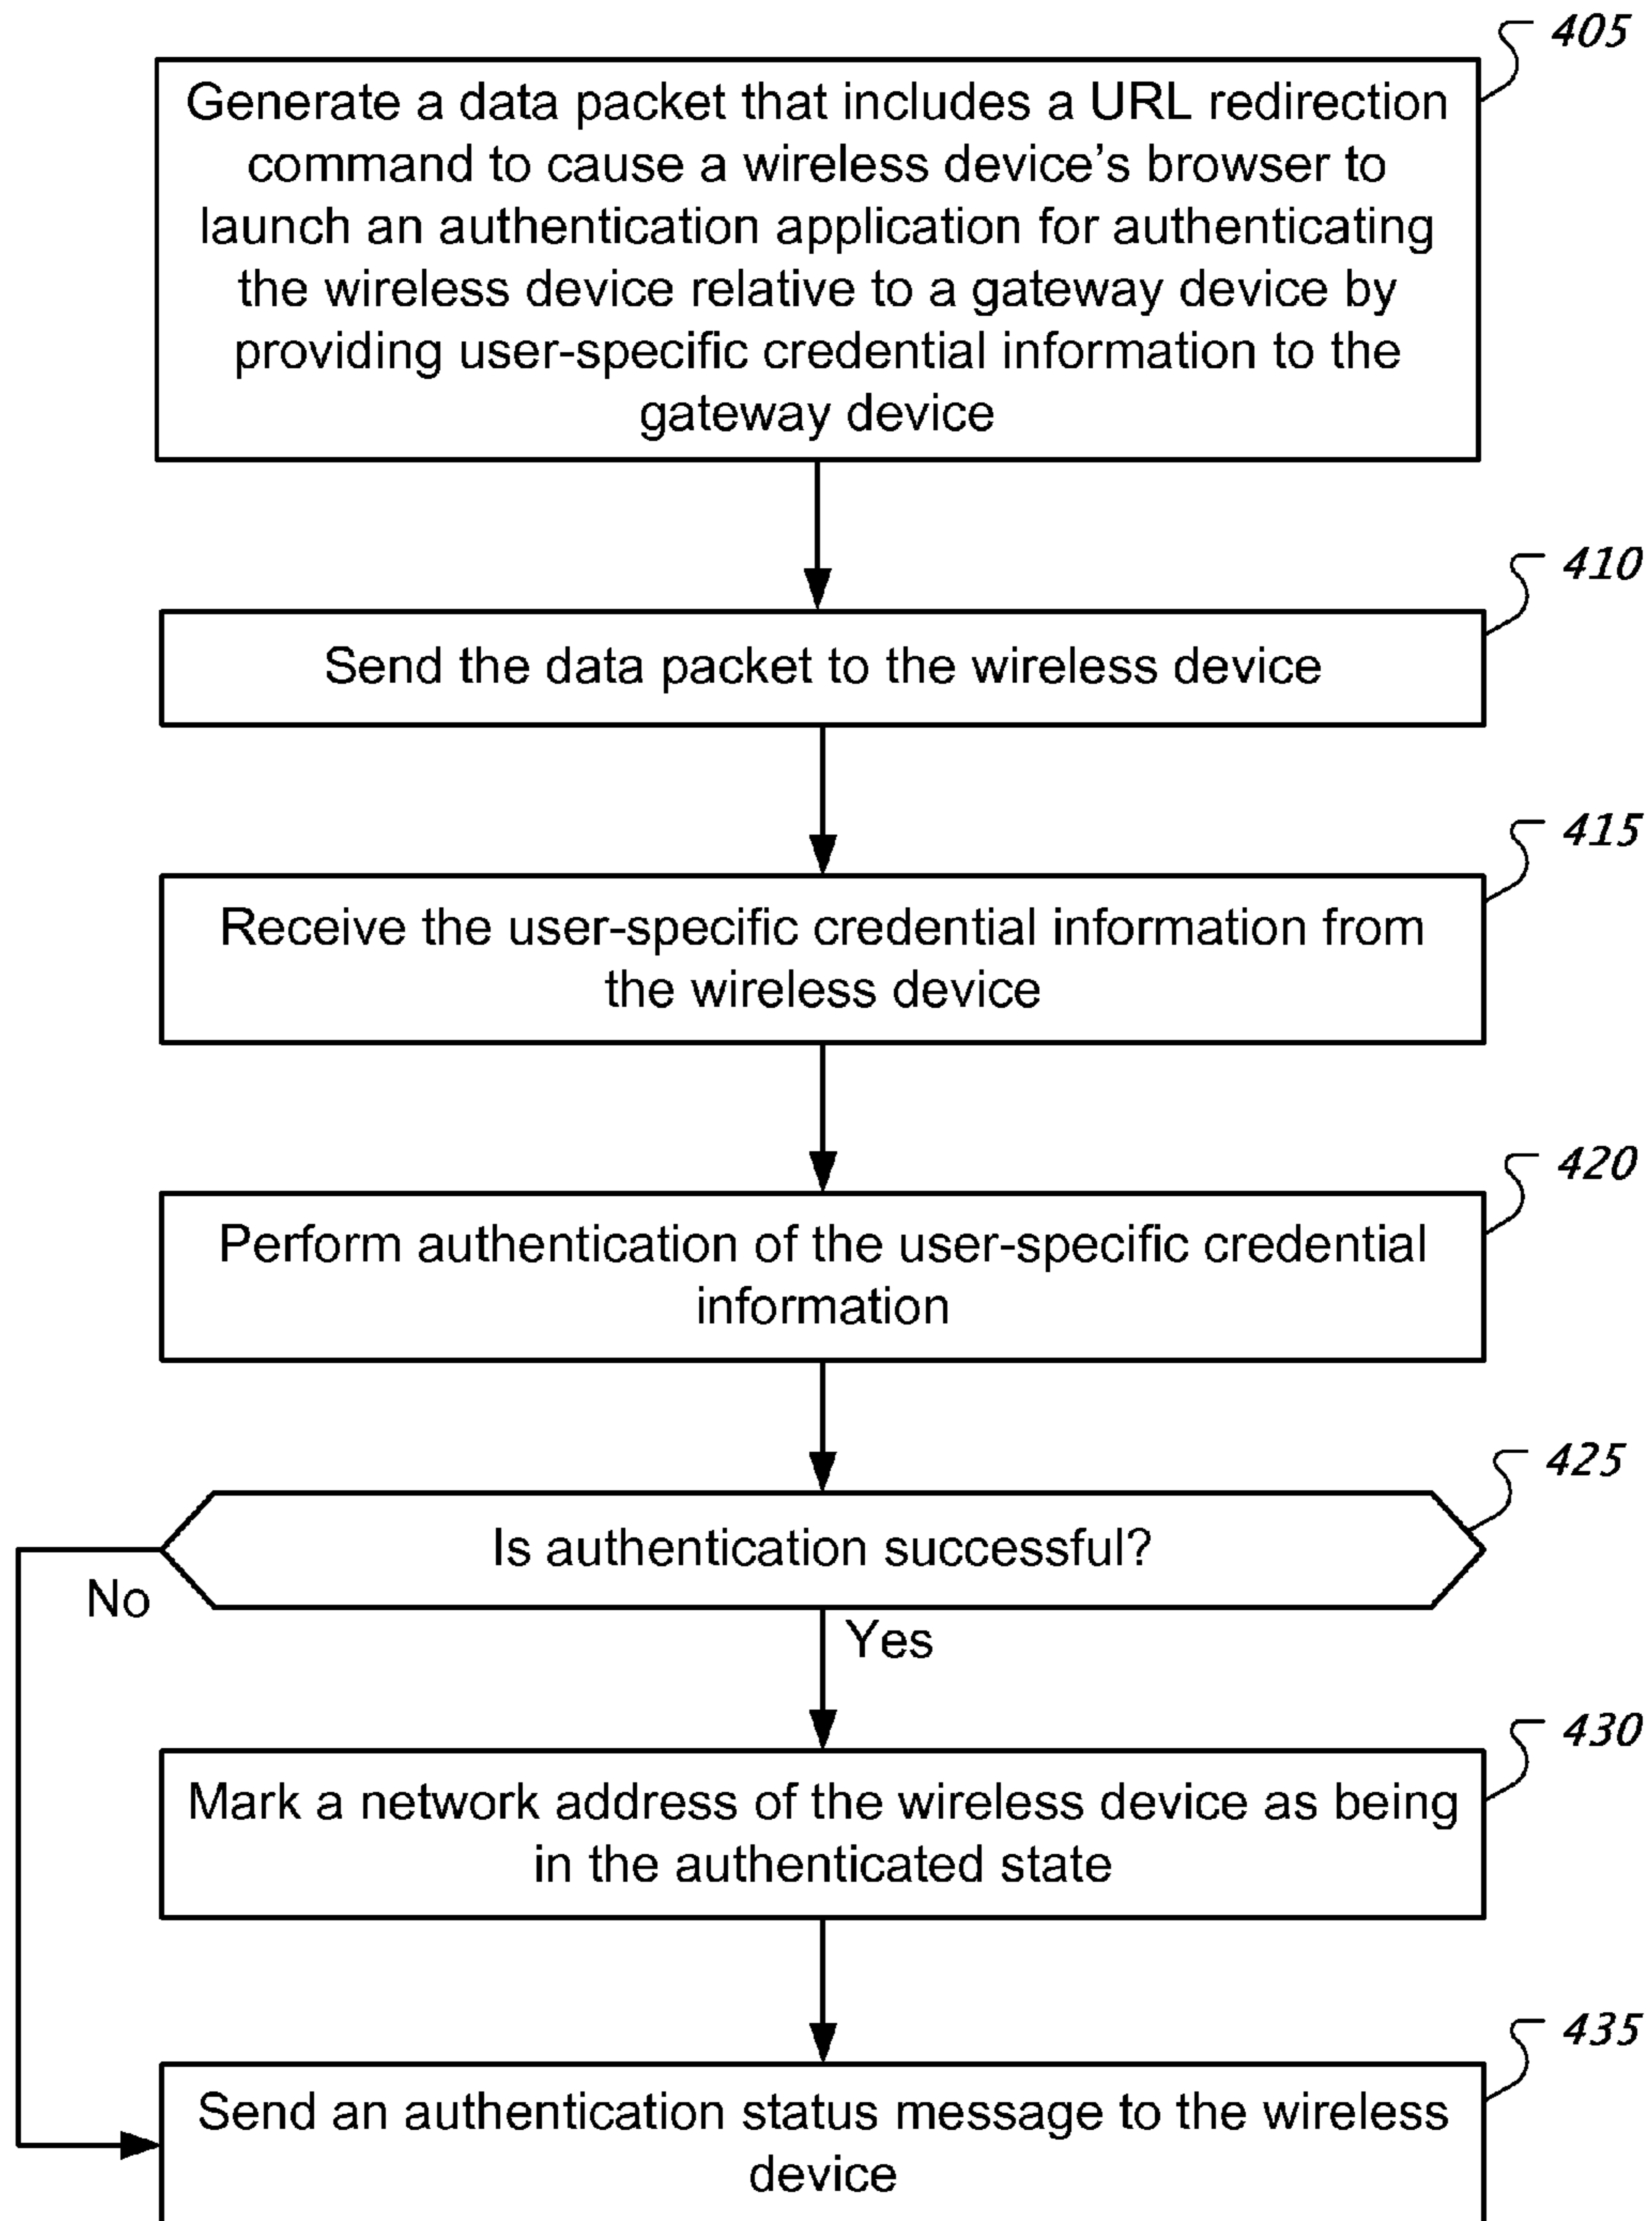 405
Generate a data packet that includes a URL redirection
command to cause a wireless device's browser to
launch an authentication application for authenticating
the wireless device relative to a gateway device by
providing user-specific credential information to the
gateway device
410
Send the data packet to the wireless device
415
Receive the user-specific credential information from
the wireless device
420
Perform authentication of the user-specific credential
information
425
Is authentication successful?
No
Yes
430
Mark a network address of the wireless device as being
in the authenticated state
435
Send an authentication status message to the wireless
device